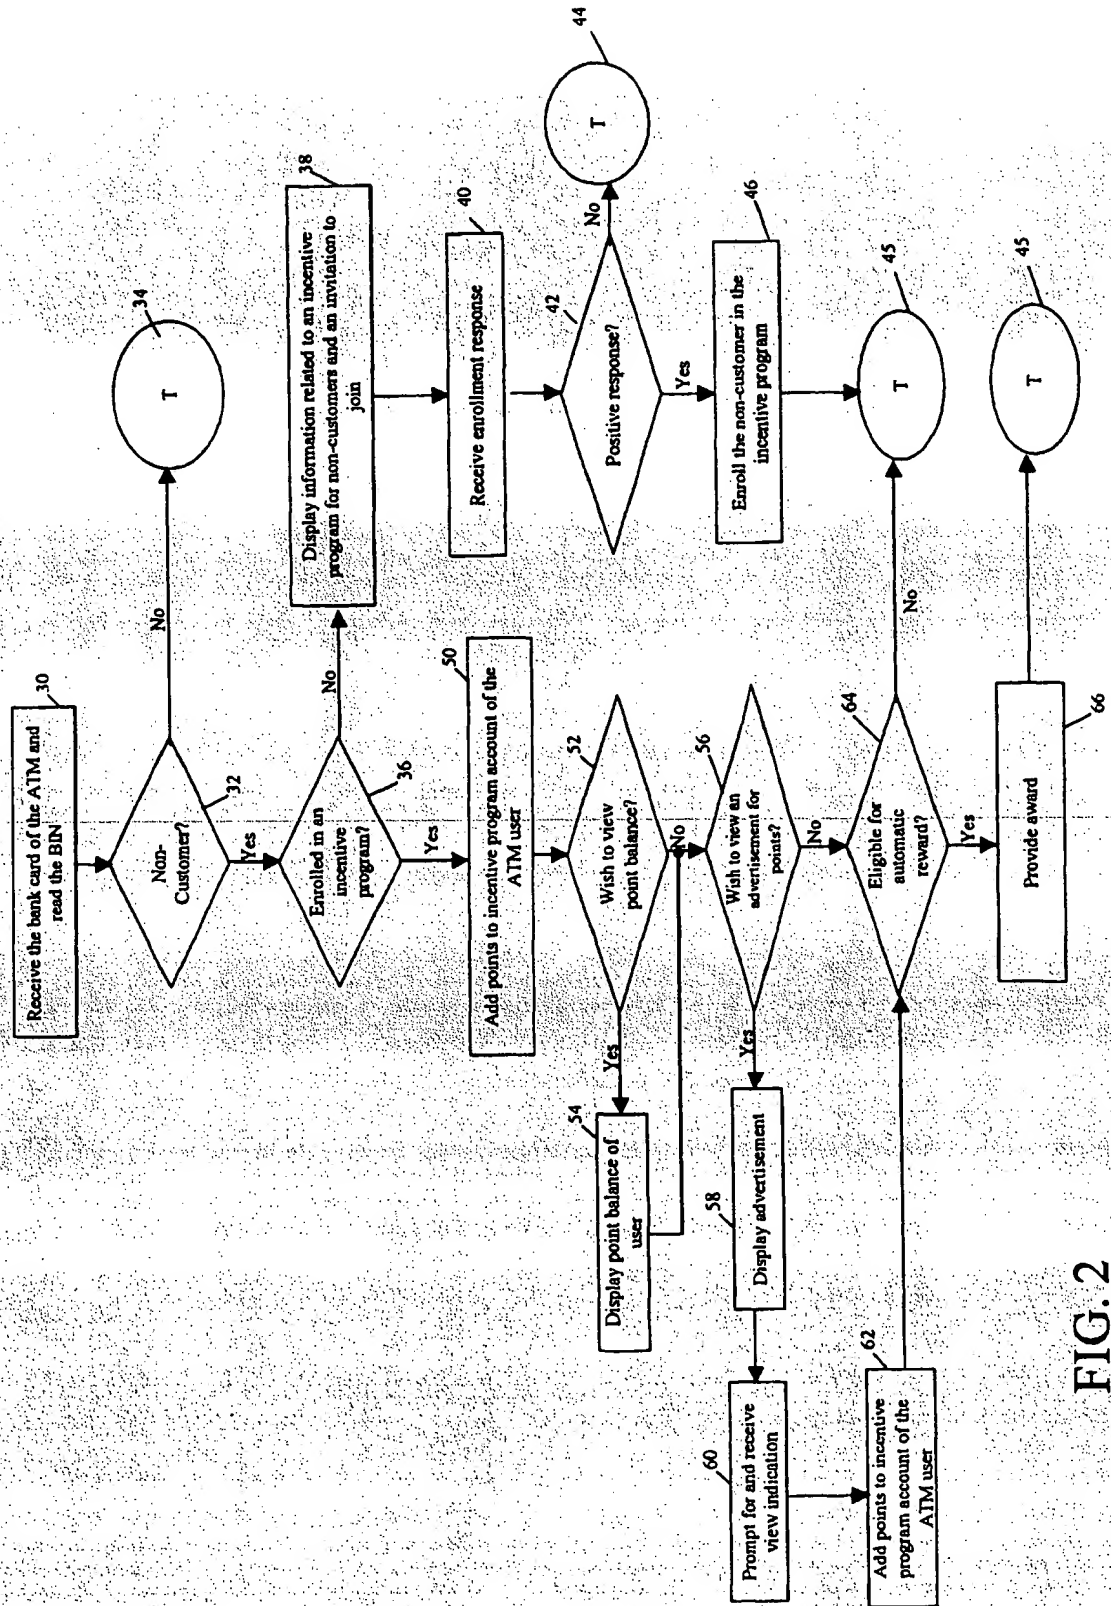 30
Receive the bank card of the ATM and
read the BIN
Non-
Customer?
32
No
34
T
Yes
Enrolled in an
incentive
program?
36
No
38
Display information related to an incentive
program for non-customers and an invitation to
join
40
Receive enrollment response
42
Positive response?
No
44
T
Yes
46
Enroll the non-customer in the
incentive program
45
T
Yes
50
Add points to incentive program account of the
ATM user
52
Wish to view
point balance?
Yes
54
Display point balance of
user
No
56
Wish to view an
advertisement for
points?
Yes
58
Display advertisement
60
Prompt for and receive
view indication
62
Add points to incentive
program account of the
ATM user
No
64
Eligible for
automatic
reward?
No
Yes
Provide award
66
45
T
FIG. 2